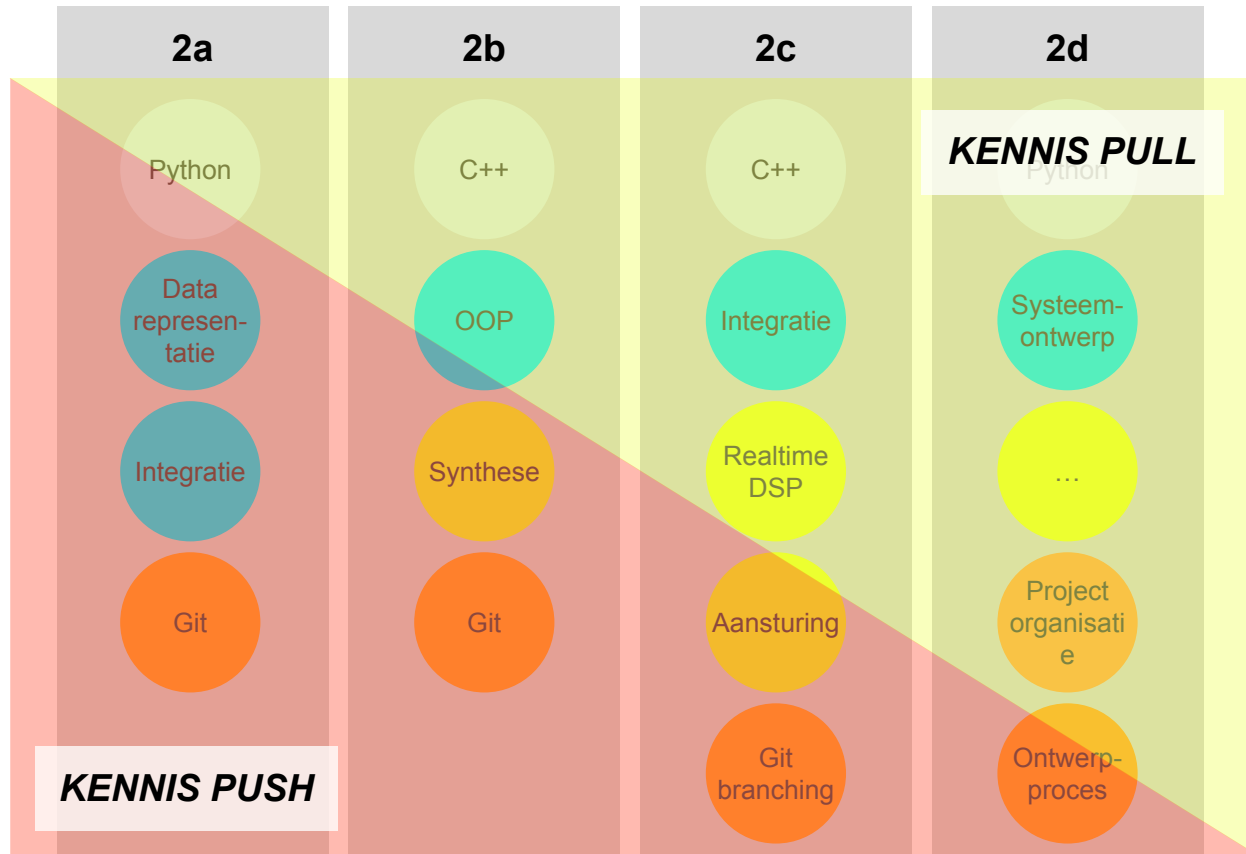 2a
2b
2c
2d
KENNIS PULL
Python
C++
C++
Python
Data
represen-
tatie
OOP
Integratie
Systeem-
ontwerp
Integratie
Synthese
Realtime
DSP
…
Git
Git
Aansturing
Project
organisati
e
KENNIS PUSH
Git
branching
Ontwerp-
proces